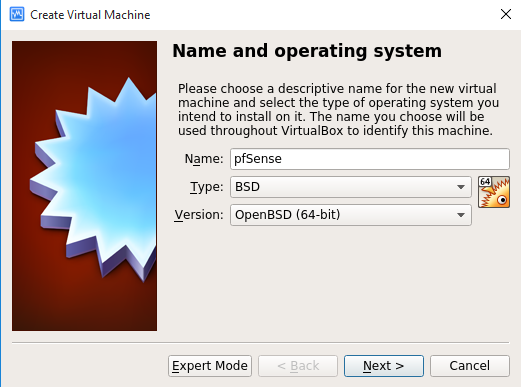 Create Virtual Machine
Name and operating system
Please choose a descriptive name for the new virtual
machine and select the type of operating system you
intend to install on it. The name you choose will be
used throughout VirtualBox to identify this machine.
Name: pfSense
Type: BSD
64
Version: OpenBSD (64-bit)
Expert Mode < Back Next > Cancel